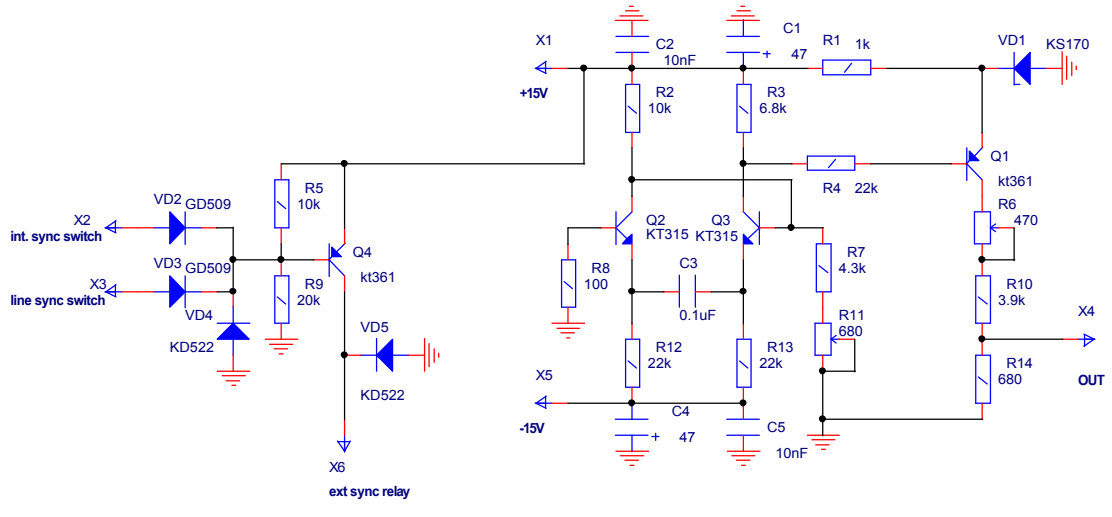 C1
47
R1
1k
VD1
KS170
X1
C2
10nF
+
+15V
R2
10k
R3
6.8k
Q1
kt361
R4
22k
R5
10k
VD2
GD509
X2
int. sync switch
Q2
KT315
Q3
KT315
R6
470
VD3
GD509
X3
line sync switch
Q4
kt361
R9
20k
R8
100
C3
0.1uF
R7
4.3k
R10
3.9k
VD4
KD522
R11
680
X4
OUT
VD5
KD522
R12
22k
R13
22k
R14
680
X5
-15V
C4
+
47
C5
10nF
X6
ext sync relay